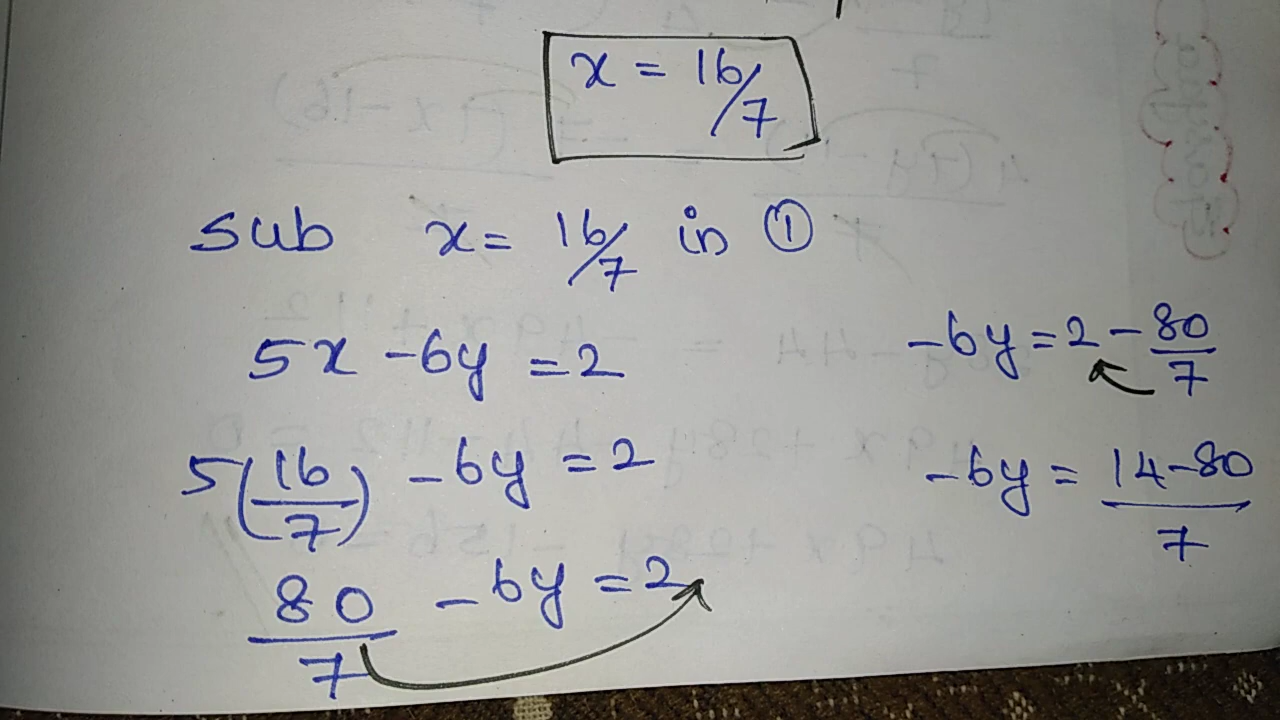 x = 16/7
Sub x = 16/7 in ①
5x - 6y = 2
5(16/7) - 6y = 2
80/7 - 6y = 2
-6y = 2 - 80/7
-6y = 14-80/7